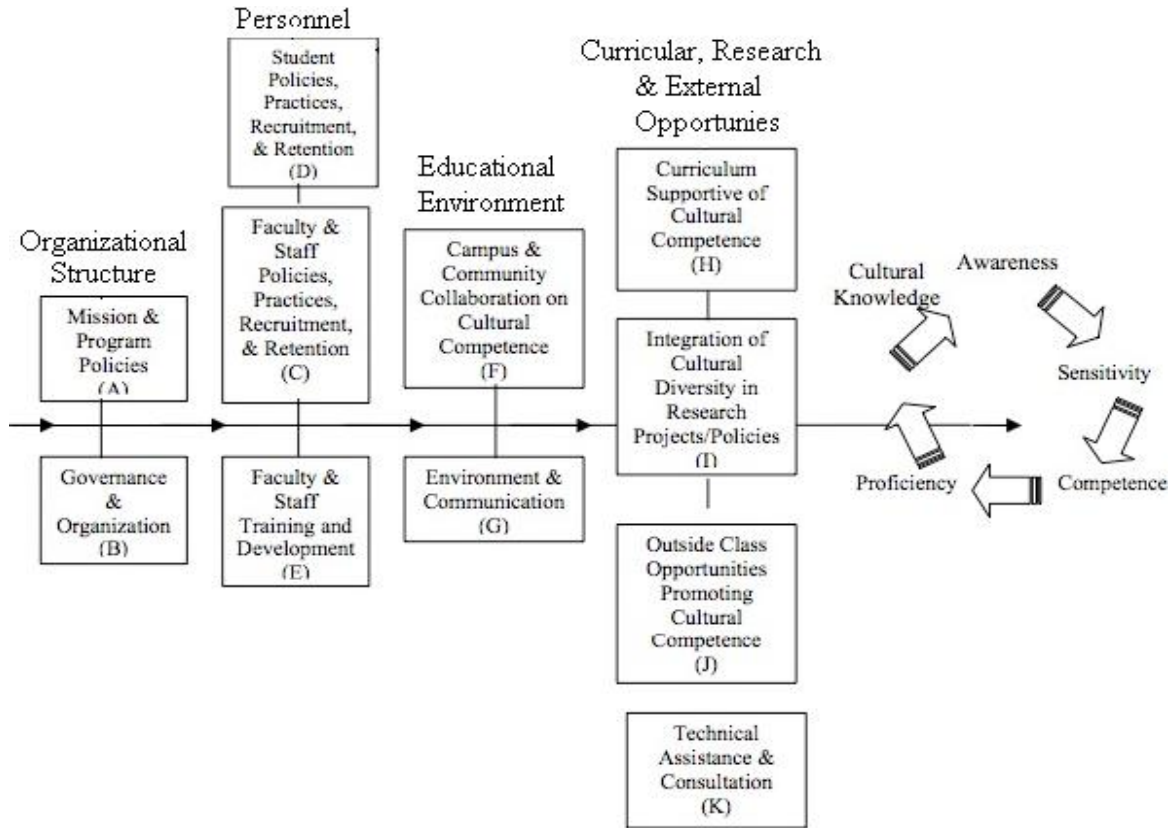 Personnel
Student
Policies,
Practices,
Recruitment,
& Retention
(D)
Faculty &
Staff
Policies,
Practices,
Recruitment,
& Retention
(C)
Faculty &
Staff
Training and
Development
(E)
Organizational
Structure
Mission &
Program
Policies
(A)
Governance
&
Organization
(B)
Educational
Environment
Campus &
Community
Collaboration on
Cultural
Competence
(F)
Environment &
Communication
(G)
Curricular, Research
& External
Opportunies
Curriculum
Supportive of
Cultural
Competence
(H)
Integration of
Cultural
Diversity in
Research
Projects/Policies
(I)
Outside Class
Opportunities
Promoting
Cultural
Competence
(J)
Technical
Assistance &
Consultation
(K)
Cultural
Knowledge
Awareness
Sensitivity
Competence
Proficiency